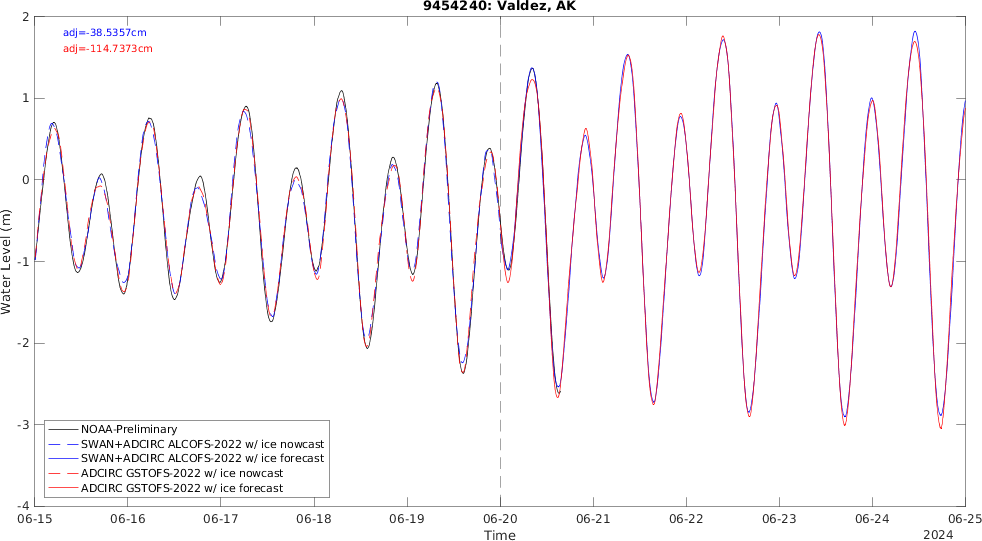 9454240: Valdez, AK
adj=-38.5357cm
adj=-114.7373cm
2
1
0
-1
-2
-3
-4
Water Level (m)
NOAA-Preliminary
SWAN+ADCIRC ALCOFS-2022 w/ ice nowcast
SWAN+ADCIRC ALCOFS-2022 w/ ice forecast
ADCIRC GSTOFS-2022 w/ ice nowcast
ADCIRC GSTOFS-2022 w/ ice forecast
06-15 06-16 06-17 06-18 06-19 06-20 06-21 06-22 06-23 06-24 06-25
Time
2024